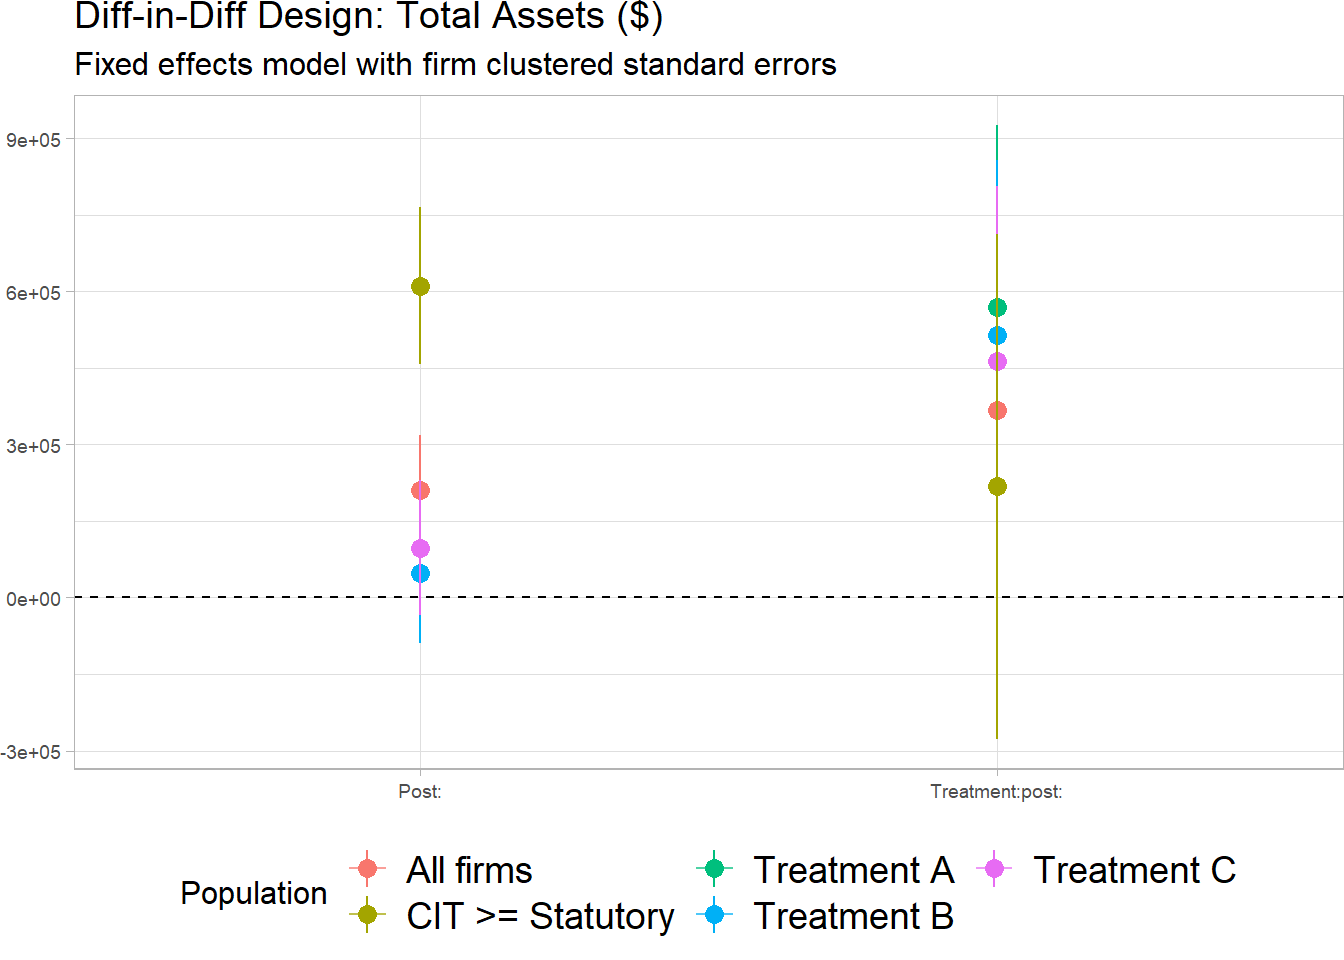 Diff-in-Diff Design: Total Assets ($)
Fixed effects model with firm clustered standard errors
9e+05
6e+05
3e+05
0e+00
-3e+05
Post:
Treatment:post:
Population
All firms
CIT >= Statutory
Treatment A
Treatment B
Treatment C